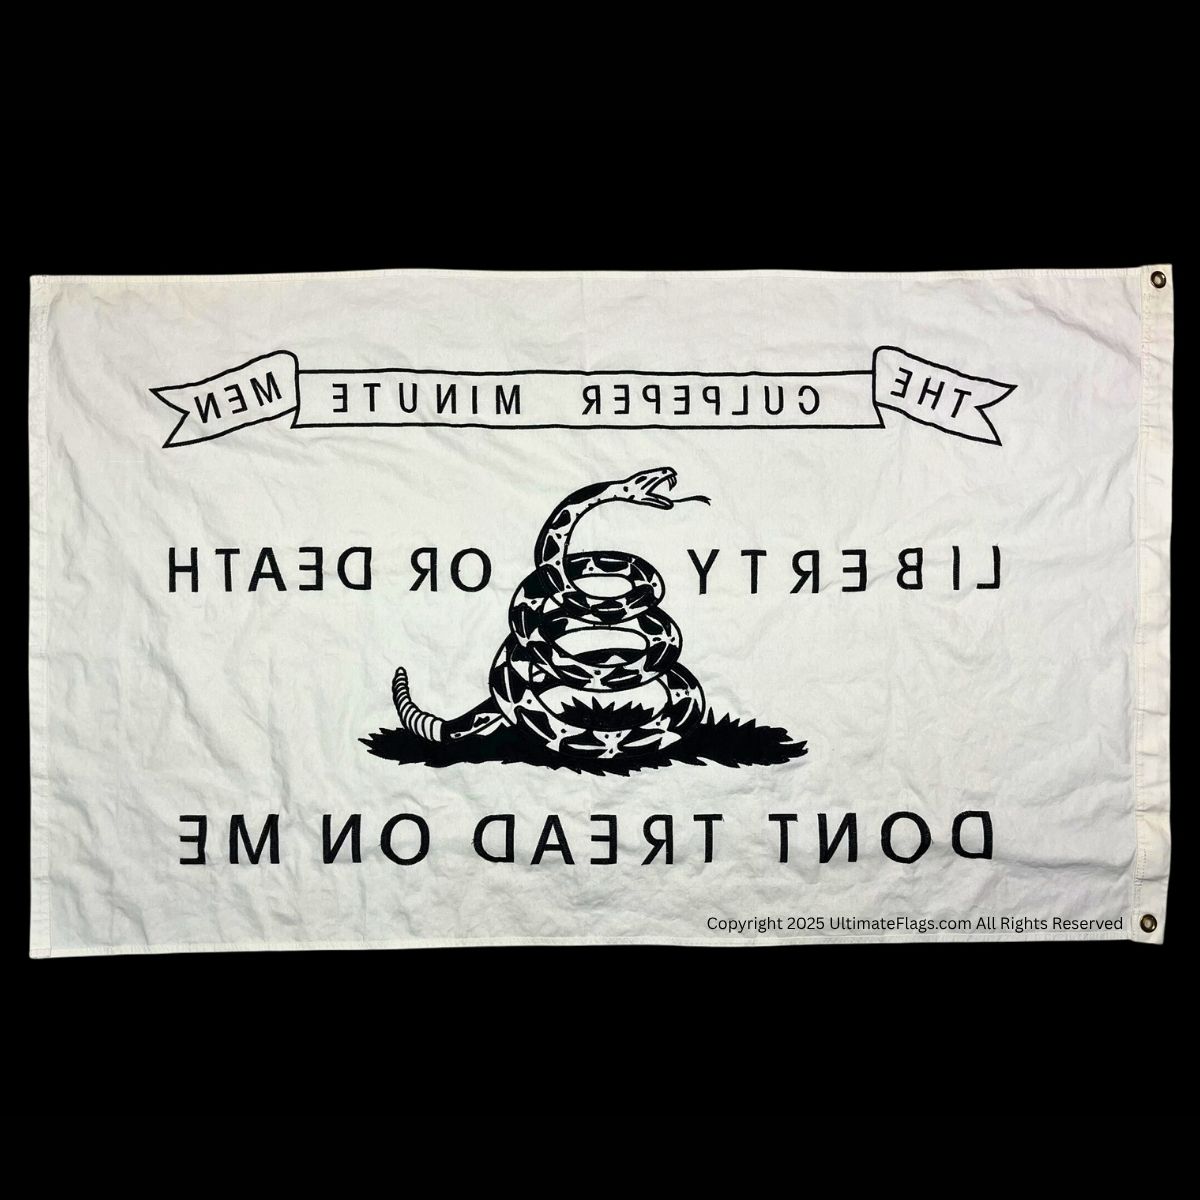 THE CULPEPER MINUTE MEN
LIBERTY OR DEATH
DONT TREAD ON ME
Copyright 2025 UltimateFlags.com All Rights Reserved